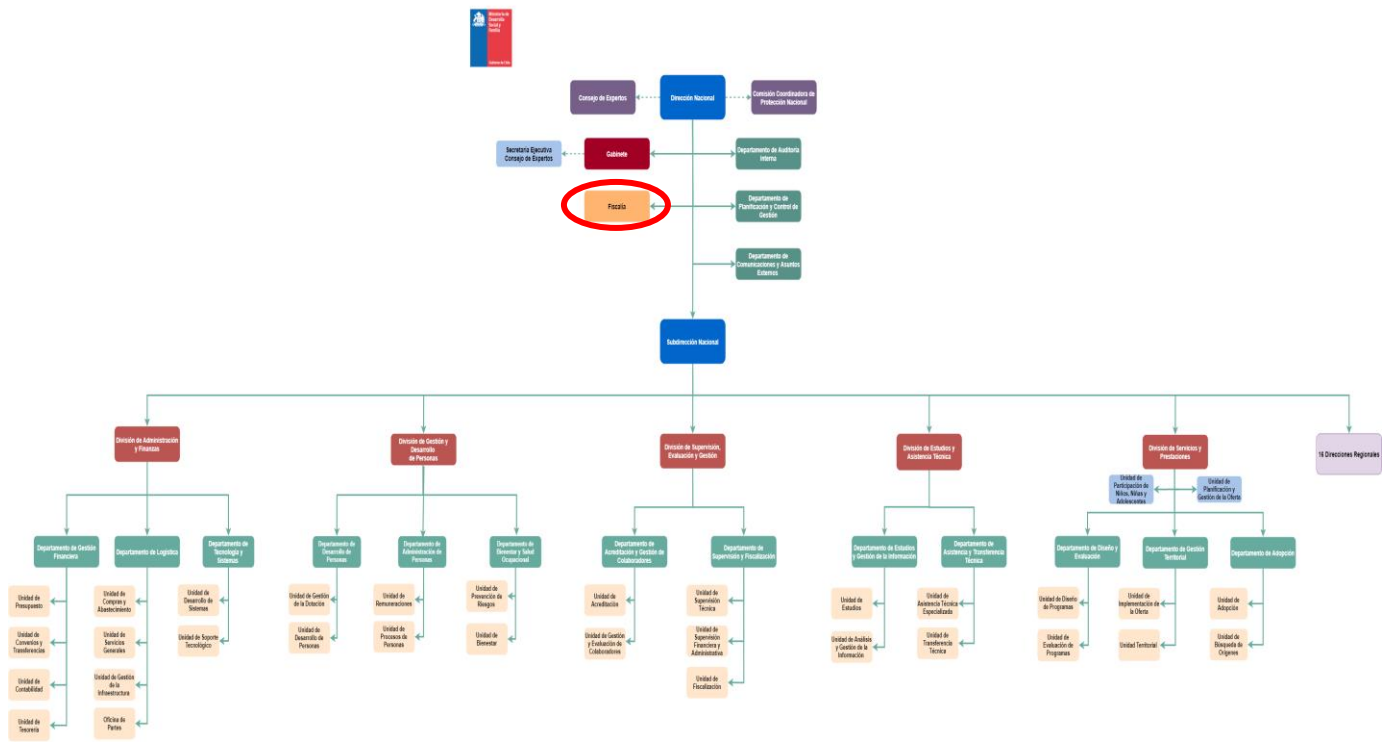 Ministerio de
Desarrollo
Social y
Familia
Gobierno de Chile
Consejo de Expertos
Dirección Nacional
Comisión Coordinadora de
Protección Nacional
Secretaría Ejecutiva
Consejo de Expertos
Gabinete
Departamento de Auditoría
Interna
Fiscalía
Departamento de
Planificación y Control de
Gestión
Departamento de
Comunicaciones y Asuntos
Externos
Subdirección Nacional
División de Administración
y Finanzas
División de Gestión y
Desarrollo
de Personas
División de Supervisión,
Evaluación y Gestión
División de Estudios y
Asistencia Técnica
División de Servicios y
Prestaciones
16 Direcciones Regionales
Unidad de
Participación de
Niños, Niñas y
Adolescentes
Unidad de
Planificación y
Gestión de la Oferta
Departamento de Gestión
Financiera
Departamento de Logística
Departamento de
Tecnología y
Sistemas
Departamento de
Desarrollo de
Personas
Departamento de
Administración de
Personas
Departamento de
Bienestar y Salud
Ocupacional
Departamento de
Acreditación y Gestión de
Colaboradores
Departamento de
Supervisión y Fiscalización
Departamento de Estudios
y Gestión de la Información
Departamento de
Asistencia y Transferencia
Técnica
Departamento de Diseño y
Evaluación
Departamento de Gestión
Territorial
Departamento de Adopción
Unidad de
Presupuesto
Unidad de
Convenios y
Transferencias
Unidad de
Contabilidad
Unidad de
Tesorería
Unidad de
Compras y
Abastecimiento
Unidad de
Servicios
Generales
Unidad de Gestión
de la
Infraestructura
Oficina de
Partes
Unidad de
Desarrollo de
Sistemas
Unidad de Soporte
Tecnológico
Unidad de Gestión
de la Dotación
Unidad de
Desarrollo de
Personas
Unidad de
Remuneraciones
Unidad de
Procesos de
Personas
Unidad de
Prevención de
Riesgos
Unidad de
Bienestar
Unidad de
Acreditación
Unidad de Gestión
y Evaluación de
Colaboradores
Unidad de
Supervisión
Técnica
Unidad de
Supervisión
Financiera y
Administrativa
Unidad de
Fiscalización
Unidad de
Estudios
Unidad de Análisis
y Gestión de la
Información
Unidad de
Asistencia Técnica
Especializada
Unidad de
Transferencia
Técnica
Unidad de Diseño
de Programas
Unidad de
Evaluación de
Programas
Unidad de
Implementación de
la Oferta
Unidad Territorial
Unidad de
Adopción
Unidad de
Búsqueda de
Orígenes